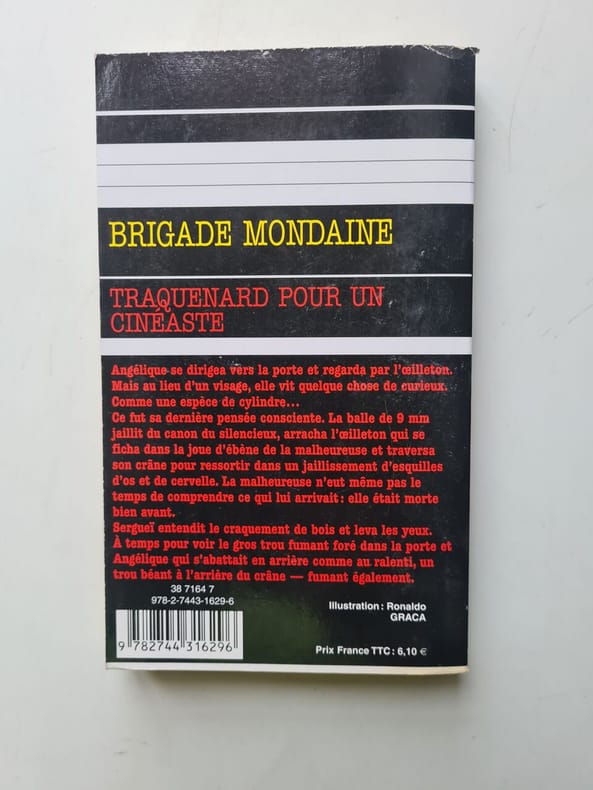 BRIGADE MONDAINE
TRAQUENARD POUR UN
CINÉASTE
Angélique se dirigea vers la porte et regarda par l'œilleton.
Mais au lieu d'un visage, elle vit quelque chose de curieux.
Comme une espèce de cylindre...
Ce fut sa dernière pensée consciente. La balle de 9 mm
jaillit du canon du silencieux, arracha l'œilleton qui se
ficha dans la joue d'ébène de la malheureuse et traversa
son crâne pour ressortir dans un jaillissement d'esquilles
d'os et de cervelle. La malheureuse n'eut même pas le
temps de comprendre ce qui lui arrivait : elle était morte
bien avant.
Sergueï entendit le craquement de bois et leva les yeux.
À temps pour voir le gros trou fumant foré dans la porte et
Angélique qui s'abattait en arrière comme au ralenti, un
trou béant à l'arrière du crâne — fumant également.
38 7164 7
978-2-7443-1629-6
9 782744 316296
Illustration : Ronaldo
GRACA
Prix France TTC : 6,10 €